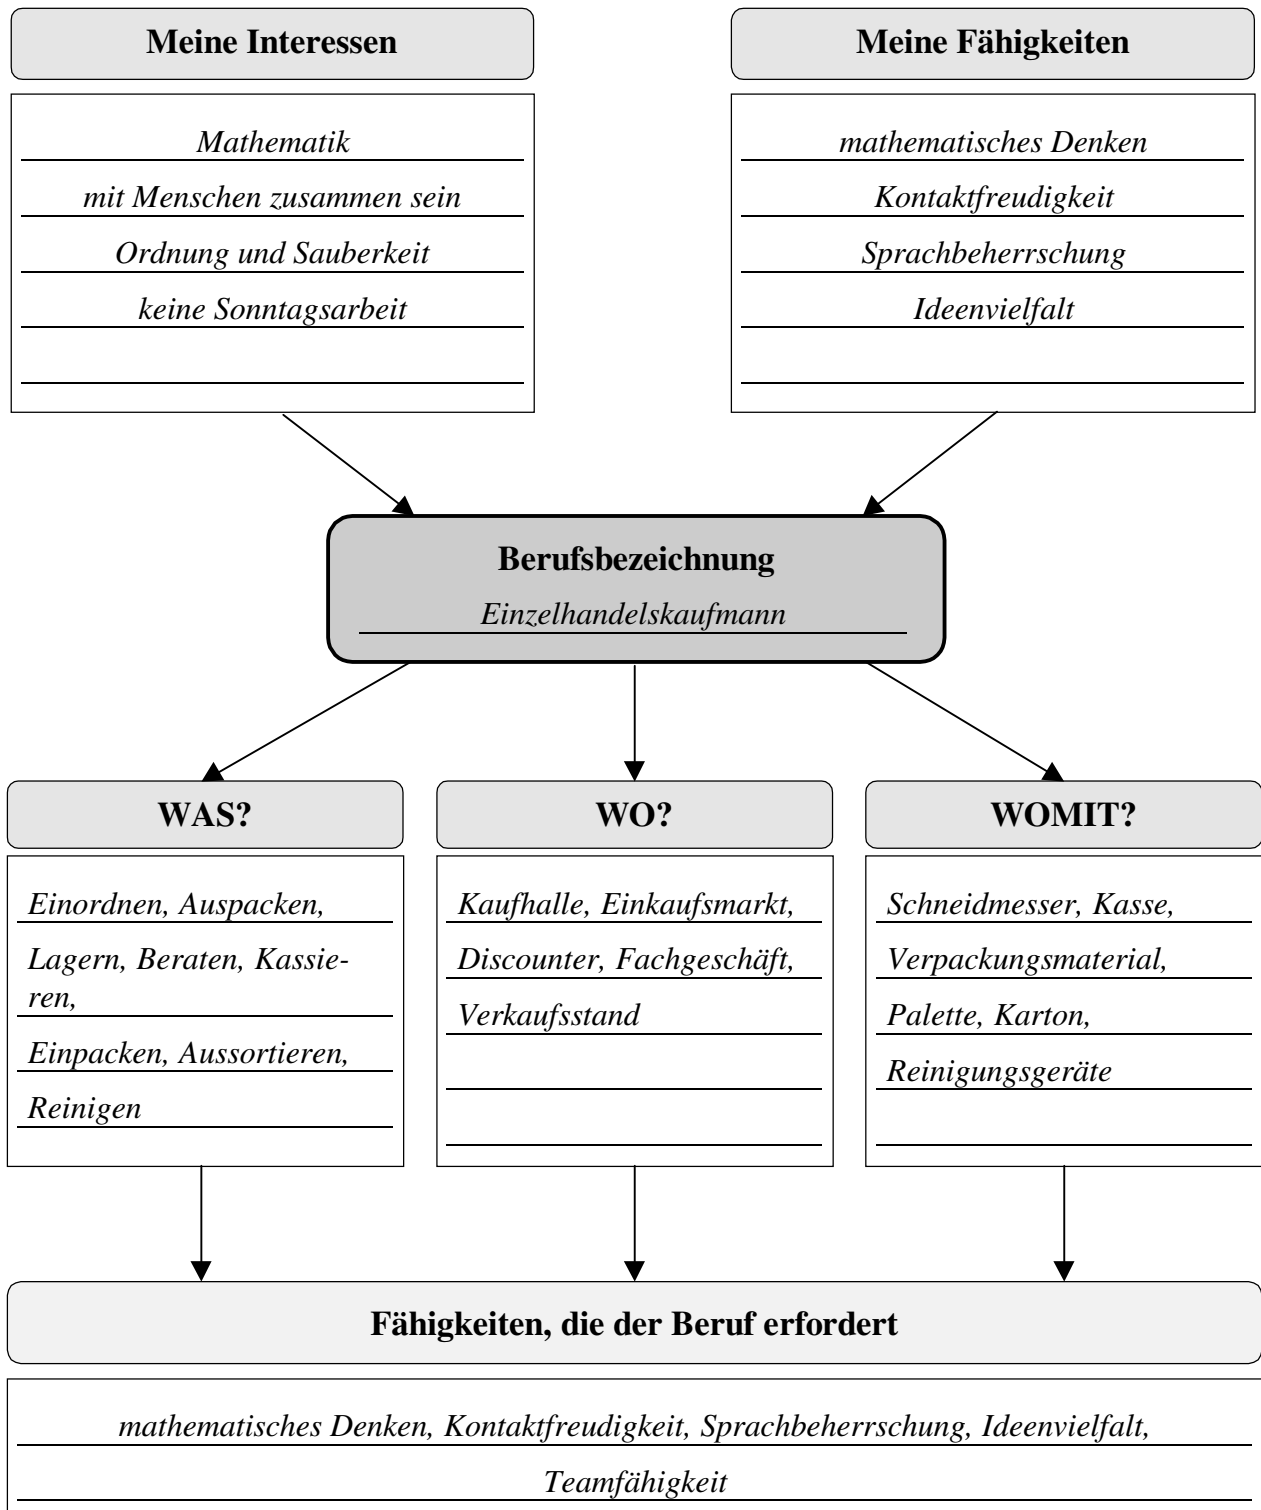 Meine Interessen
Mathematik
mit Menschen zusammen sein
Ordnung und Sauberkeit
keine Sonntagsarbeit
Meine Fähigkeiten
mathematisches Denken
Kontaktfreudigkeit
Sprachbeherrschung
Ideenvielfalt
Berufsbezeichnung
Einzelhandelskaufmann
WAS?
Einordnen, Auspacken,
Lagern, Beraten, Kassie-
ren,
Einpacken, Aussortieren,
Reinigen
WO?
Kaufhalle, Einkaufsmarkt,
Discounter, Fachgeschäft,
Verkaufsstand
WOMIT?
Schneidmesser, Kasse,
Verpackungsmaterial,
Palette, Karton,
Reinigungsgeräte
Fähigkeiten, die der Beruf erfordert
mathematisches Denken, Kontaktfreudigkeit, Sprachbeherrschung, Ideenvielfalt,
Teamfähigkeit